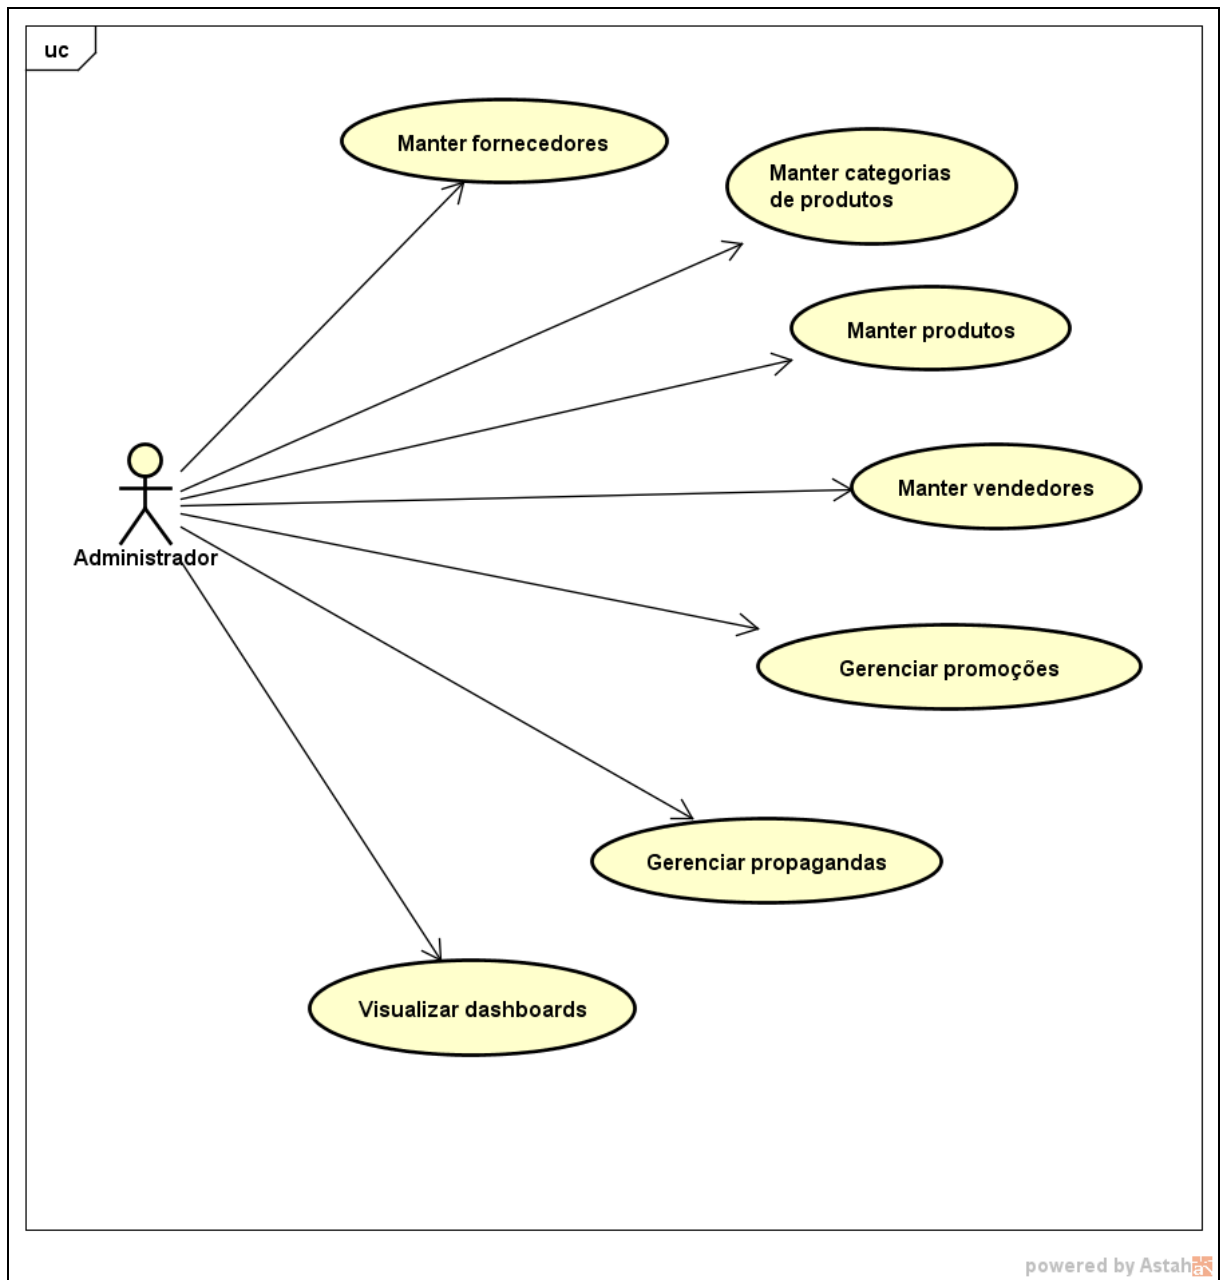 uc
Manter fornecedores
Manter categorias
de produtos
Manter produtos
Manter vendedores
Administrador
Gerenciar promoções
Gerenciar propagandas
Visualizar dashboards
powered by Astah